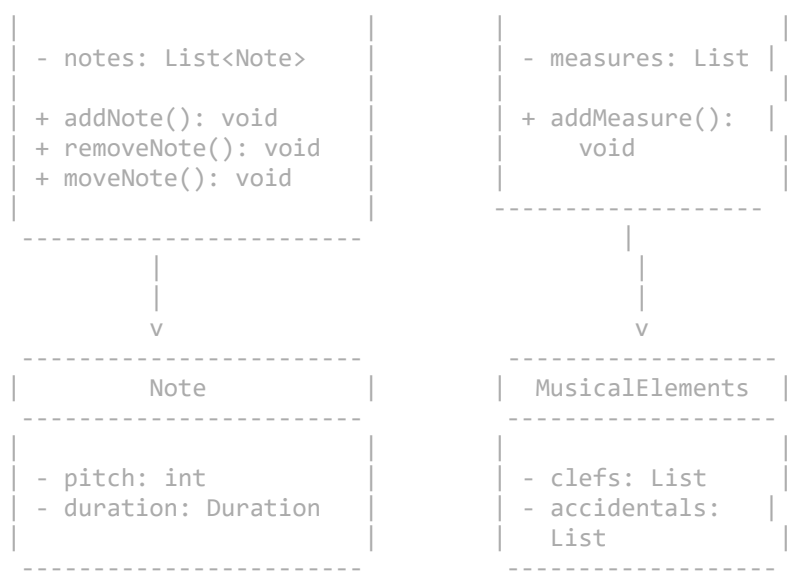 - notes: List<Note>
+ addNote(): void
+ removeNote(): void
+ moveNote(): void
- measures: List
+ addMeasure():
void
v
v
Note
- pitch: int
- duration: Duration
MusicalElements
- clefs: List
- accidentals:
List